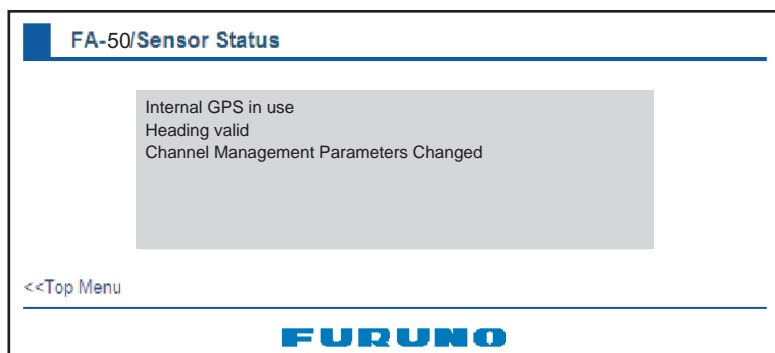 FA-50/Sensor Status
Internal GPS in use
Heading valid
Channel Management Parameters Changed
<<Top Menu
FURUNO